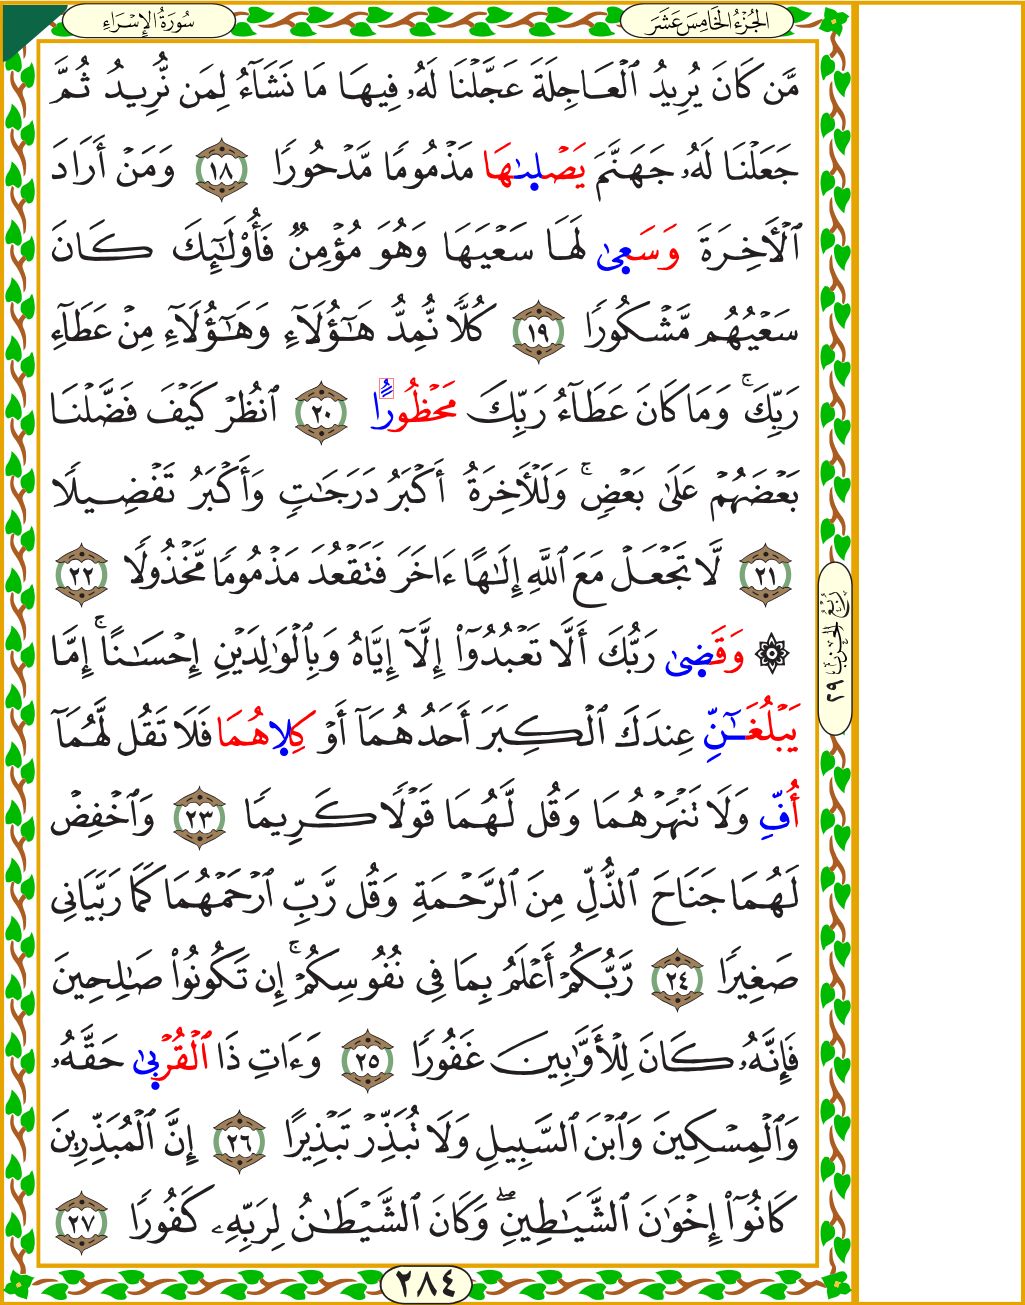 الجُزْءُ الخَامِسَ عَشَرَ
سُورَةُ الإِسْرَاءِ
مَّن كَانَ يُرِيدُ ٱلْعَاجِلَةَ عَجَّلْنَا لَهُۥ فِيهَا مَا نَشَآءُ لِمَن نُّرِيدُ ثُمَّ
جَعَلْنَا لَهُۥ جَهَنَّمَ يَصْلىٰهَا مَذْمُومًا مَّدْحُورًا ١٨ وَمَنْ أَرَادَ
ٱلْأَخِرَةَ وَسَعىٰ لَهَا سَعْيَهَا وَهُوَ مُؤْمِنٌ فَأُوْلَٰٓئِكَ كَانَ
سَعْيُهُم مَّشْكُورًا ١٩ كُلًّا نُّمِدُّ هَٰٓؤُلَآءِ وَهَٰٓؤُلَآءِ مِنْ عَطَآءِ
رَبِّكَۚ وَمَا كَانَ عَطَآءُ رَبِّكَ مَحْظُورًا ٢٠ ٱنظُرْ كَيْفَ فَضَّلْنَا
بَعْضَهُمْ عَلَىٰ بَعْضٍۚ وَلَلْأَخِرَةُ أَكْبَرُ دَرَجَٰتٍ وَأَكْبَرُ تَفْضِيلًا
٢١ لَّا تَجْعَلْ مَعَ ٱللَّهِ إِلَٰهًا ءَاخَرَ فَتَقْعُدَ مَذْمُومًا مَّخْذُولًا ٢٢
۞ وَقَضىٰ رَبُّكَ أَلَّا تَعْبُدُوٓاْ إِلَّآ إِيَّاهُ وَبِٱلْوَٰلِدَيْنِ إِحْسَٰنًاۚ إِمَّا
يَبْلُغَٰٓنِّ عِندَكَ ٱلْكِبَرَ أَحَدُهُمَآ أَوْ كِلَاهُمَا فَلَا تَقُل لَّهُمَآ
أُفِّ وَلَا تَنْهَرْهُمَا وَقُل لَّهُمَا قَوْلًا كَرِيمًا ٢٣ وَٱخْفِضْ
لَهُمَا جَنَاحَ ٱلذُّلِّ مِنَ ٱلرَّحْمَةِ وَقُل رَّبِّ ٱرْحَمْهُمَا كَمَا رَبَّيَانِى
صَغِيرًا ٢٤ رَّبُّكُمْ أَعْلَمُ بِمَا فِى نُفُوسِكُمْۚ إِن تَكُونُواْ صَٰلِحِينَ
فَإِنَّهُۥ كَانَ لِلْأَوَّٰبِينَ غَفُورًا ٢٥ وَءَاتِ ذَا ٱلْقُرْبىٰ حَقَّهُۥ
وَٱلْمِسْكِينَ وَٱبْنَ ٱلسَّبِيلِ وَلَا تُبَذِّرْ تَبْذِيرًا ٢٦ إِنَّ ٱلْمُبَذِّرِينَ
كَانُوٓاْ إِخْوَٰنَ ٱلشَّيَٰطِينِۖ وَكَانَ ٱلشَّيْطَٰنُ لِرَبِّهِۦ كَفُورًا ٢٧
رُبْعُ الحِزْبِ ٢٩
٢٨٤